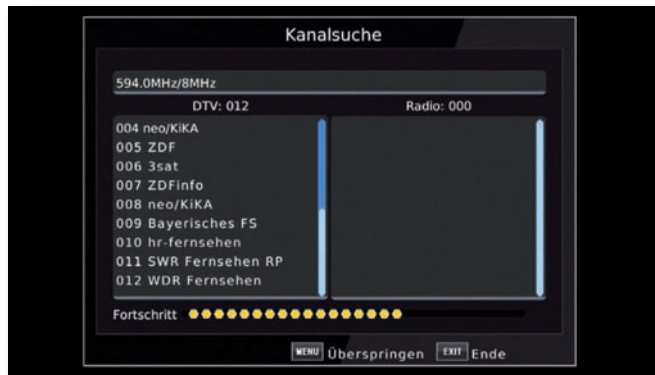 Kanalsuche
594.0MHz/8MHz
DTV: 012 Radio: 000
004 neo/KiKA
005 ZDF
006 3sat
007 ZDFinfo
008 neo/KiKA
009 Bayerisches FS
010 hr-fernsehen
011 SWR Fernsehen RP
012 WDR Fernsehen
Fortschritt
MENU Überspringen EXIT Ende